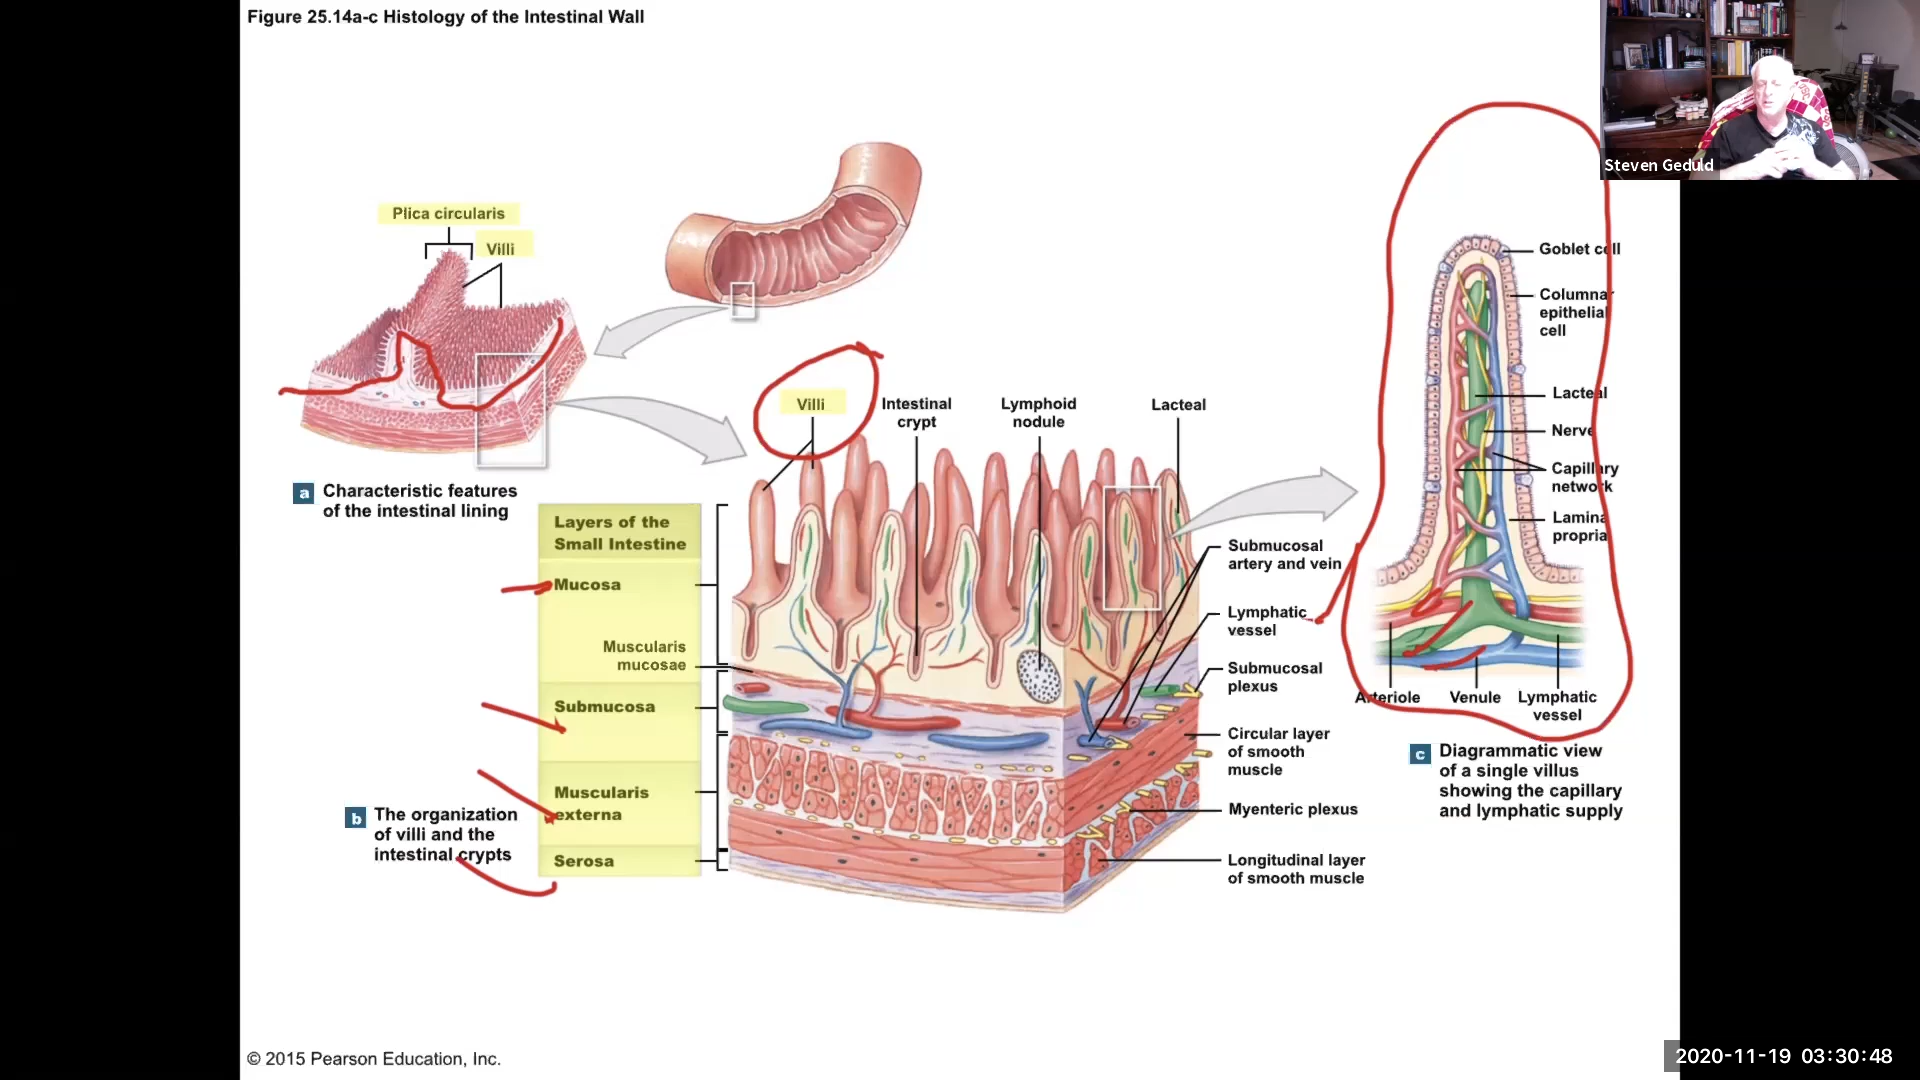 Figure 25.14a-c Histology of the Intestinal Wall
Steven Geduld
Plica circularis
Villi
a
Characteristic features
of the intestinal lining
Villi
Intestinal
crypt
Lymphoid
nodule
Lacteal
Layers of the
Small Intestine
Mucosa
Muscularis
mucosae
Submucosa
Muscularis
externa
Serosa
b
The organization
of villi and the
intestinal crypts
Submucosal
artery and vein
Lymphatic
vessel
Submucosal
plexus
Circular layer
of smooth
muscle
Myenteric plexus
Longitudinal layer
of smooth muscle
Goblet cell
Columnar
epithelial
cell
Lacteal
Nerve
Capillary
network
Lamina
propria
Arteriole
Venule
Lymphatic
vessel
c
Diagrammatic view
of a single villus
showing the capillary
and lymphatic supply
© 2015 Pearson Education, Inc.
2020-11-19 03:30:48